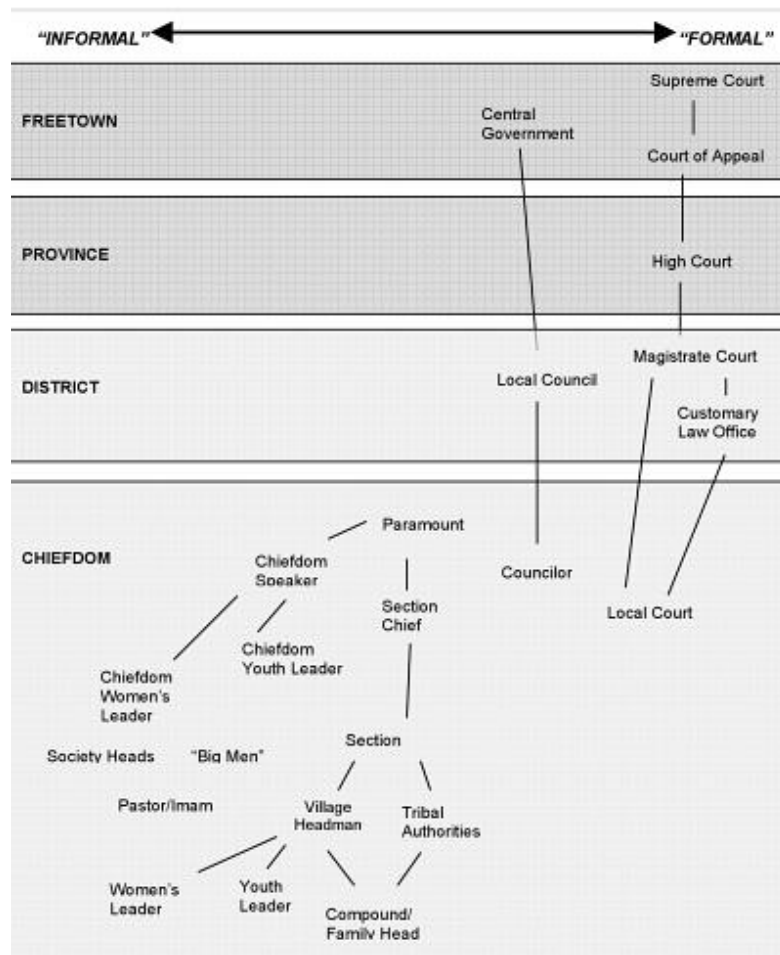 “INFORMAL”
“FORMAL”
FREETOWN
Central
Government
Supreme Court
Court of Appeal
PROVINCE
High Court
DISTRICT
Local Council
Magistrate Court
Customary
Law Office
CHIEFDOM
Paramount
Chiefdom
Speaker
Section
Chief
Councilor
Local Court
Chiefdom
Youth Leader
Chiefdom
Women’s
Leader
Society Heads
“Big Men”
Section
Pastor/Imam
Village
Headman
Tribal
Authorities
Women’s
Leader
Youth
Leader
Compound/
Family Head